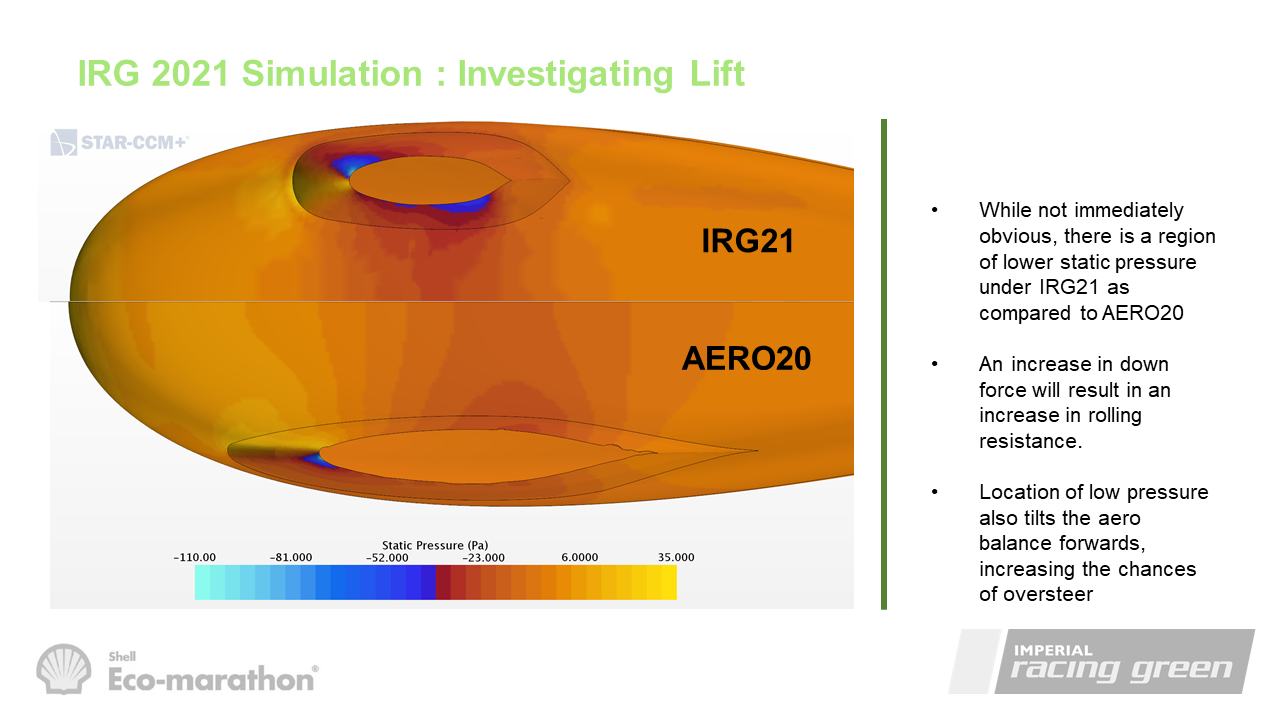 IRG 2021 Simulation : Investigating Lift
STAR-CCM+
IRG21
AERO20
Static Pressure (Pa)
-110.00 -81.000 -52.000 -23.000 6.0000 35.000
• While not immediately
obvious, there is a region
of lower static pressure
under IRG21 as
compared to AERO20
• An increase in down
force will result in an
increase in rolling
resistance.
• Location of low pressure
also tilts the aero
balance forwards,
increasing the chances
of oversteer
Shell
Eco-marathon®
IMPERIAL
racing green